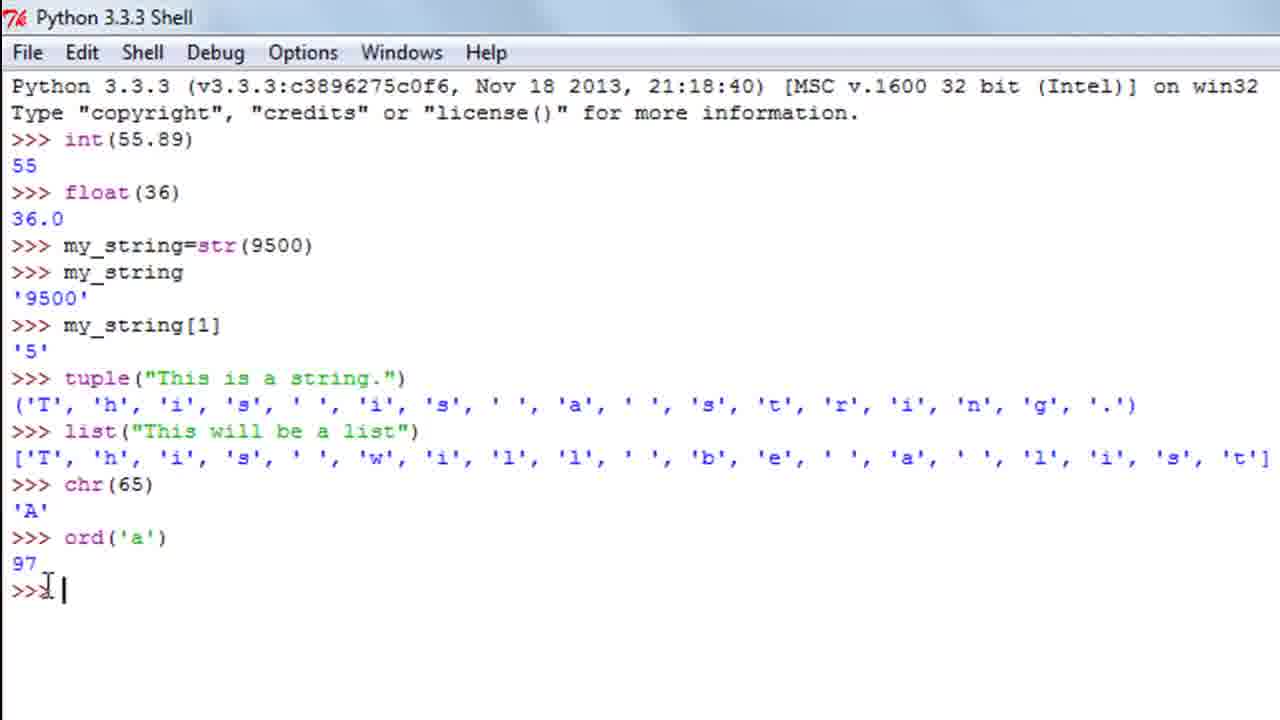 Python 3.3.3 Shell
File Edit Shell Debug Options Windows Help
Python 3.3.3 (v3.3.3:c3896275c0f6, Nov 18 2013, 21:18:40) [MSC v.1600 32 bit (Intel)] on win32
Type "copyright", "credits" or "license()" for more information.
>>> int(55.89)
55
>>> float(36)
36.0
>>> my_string=str(9500)
>>> my_string
'9500'
>>> my_string[1]
'5'
>>> tuple("This is a string.")
('T', 'h', 'i', 's', ' ', 'i', 's', ' ', 'a', ' ', 's', 't', 'r', 'i', 'n', 'g', '.')
>>> list("This will be a list")
['T', 'h', 'i', 's', ' ', 'w', 'i', 'l', 'l', ' ', 'b', 'e', ' ', 'a', ' ', 'l', 'i', 's', 't']
>>> chr(65)
'A'
>>> ord('a')
97
>>>